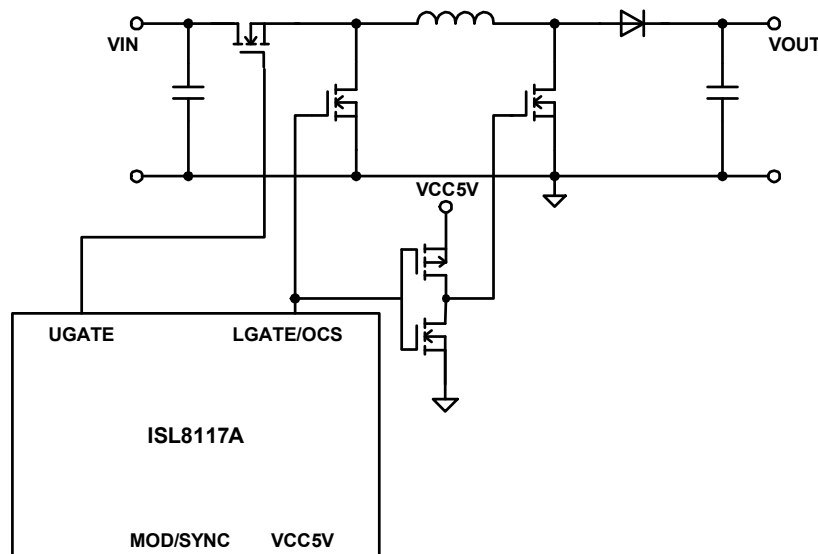 VIN
VOUT
VCC5V
UGATE
LGATE/OCS
ISL8117A
MOD/SYNC
VCC5V